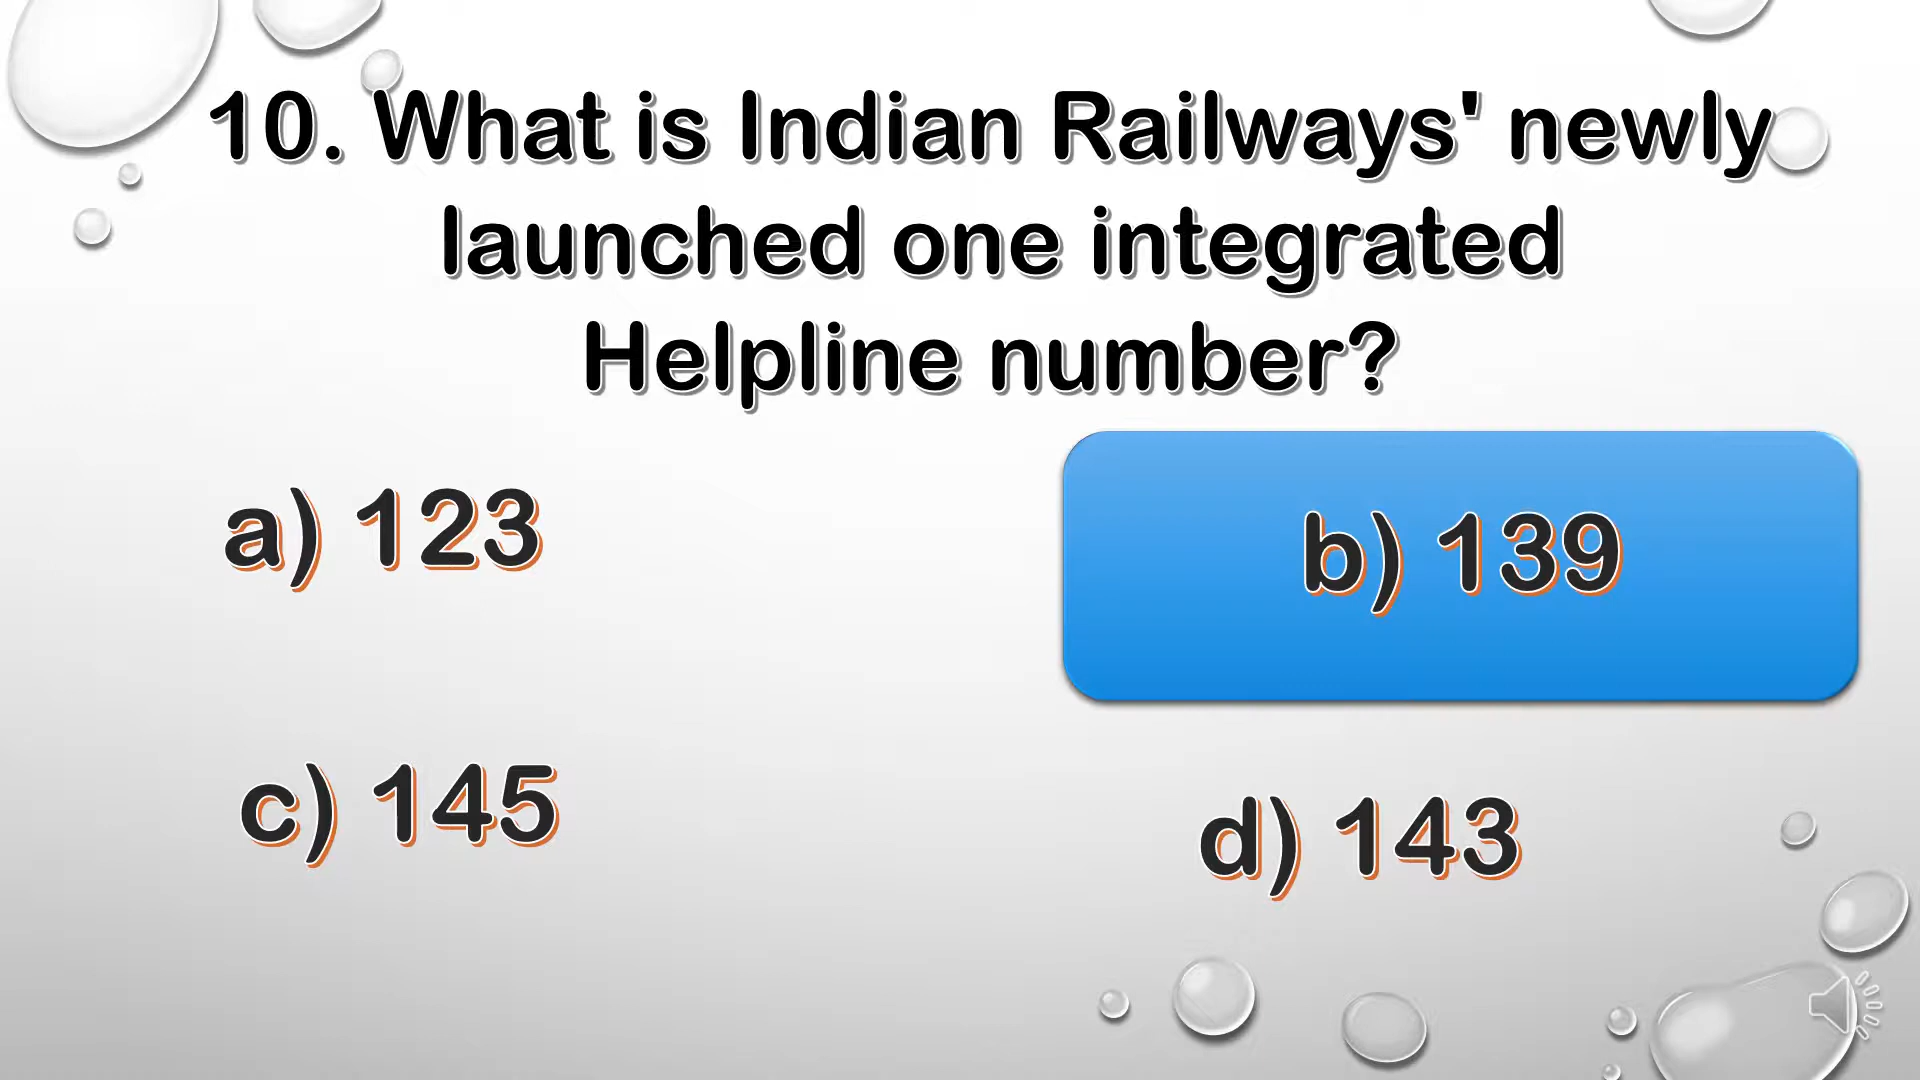 10. What is Indian Railways' newly
launched one integrated
Helpline number?
a) 123
b) 139
c) 145
d) 143